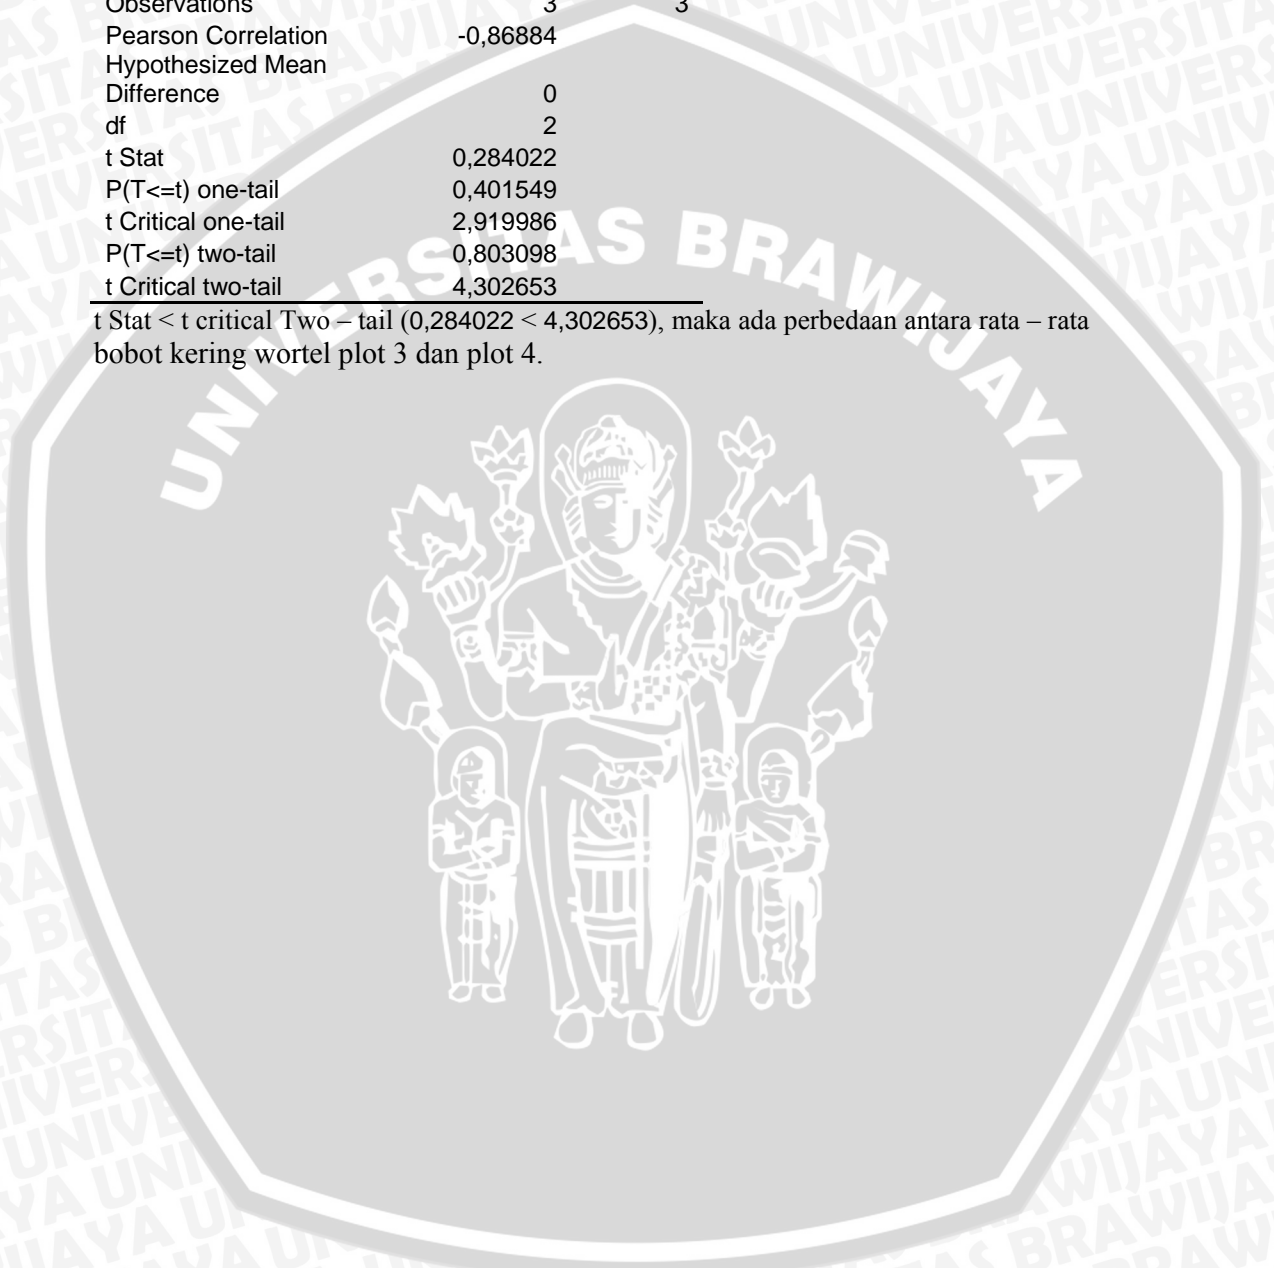 Observations 3 3
Pearson Correlation -0,86884
Hypothesized Mean
Difference 0
df 2
t Stat 0,284022
P(T<=t) one-tail 0,401549
t Critical one-tail 2,919986
P(T<=t) two-tail 0,803098
t Critical two-tail 4,302653
t Stat < t critical Two – tail (0,284022 < 4,302653), maka ada perbedaan antara rata – rata
bobot kering wortel plot 3 dan plot 4.
UNIVERSITAS BRAWIJAYA